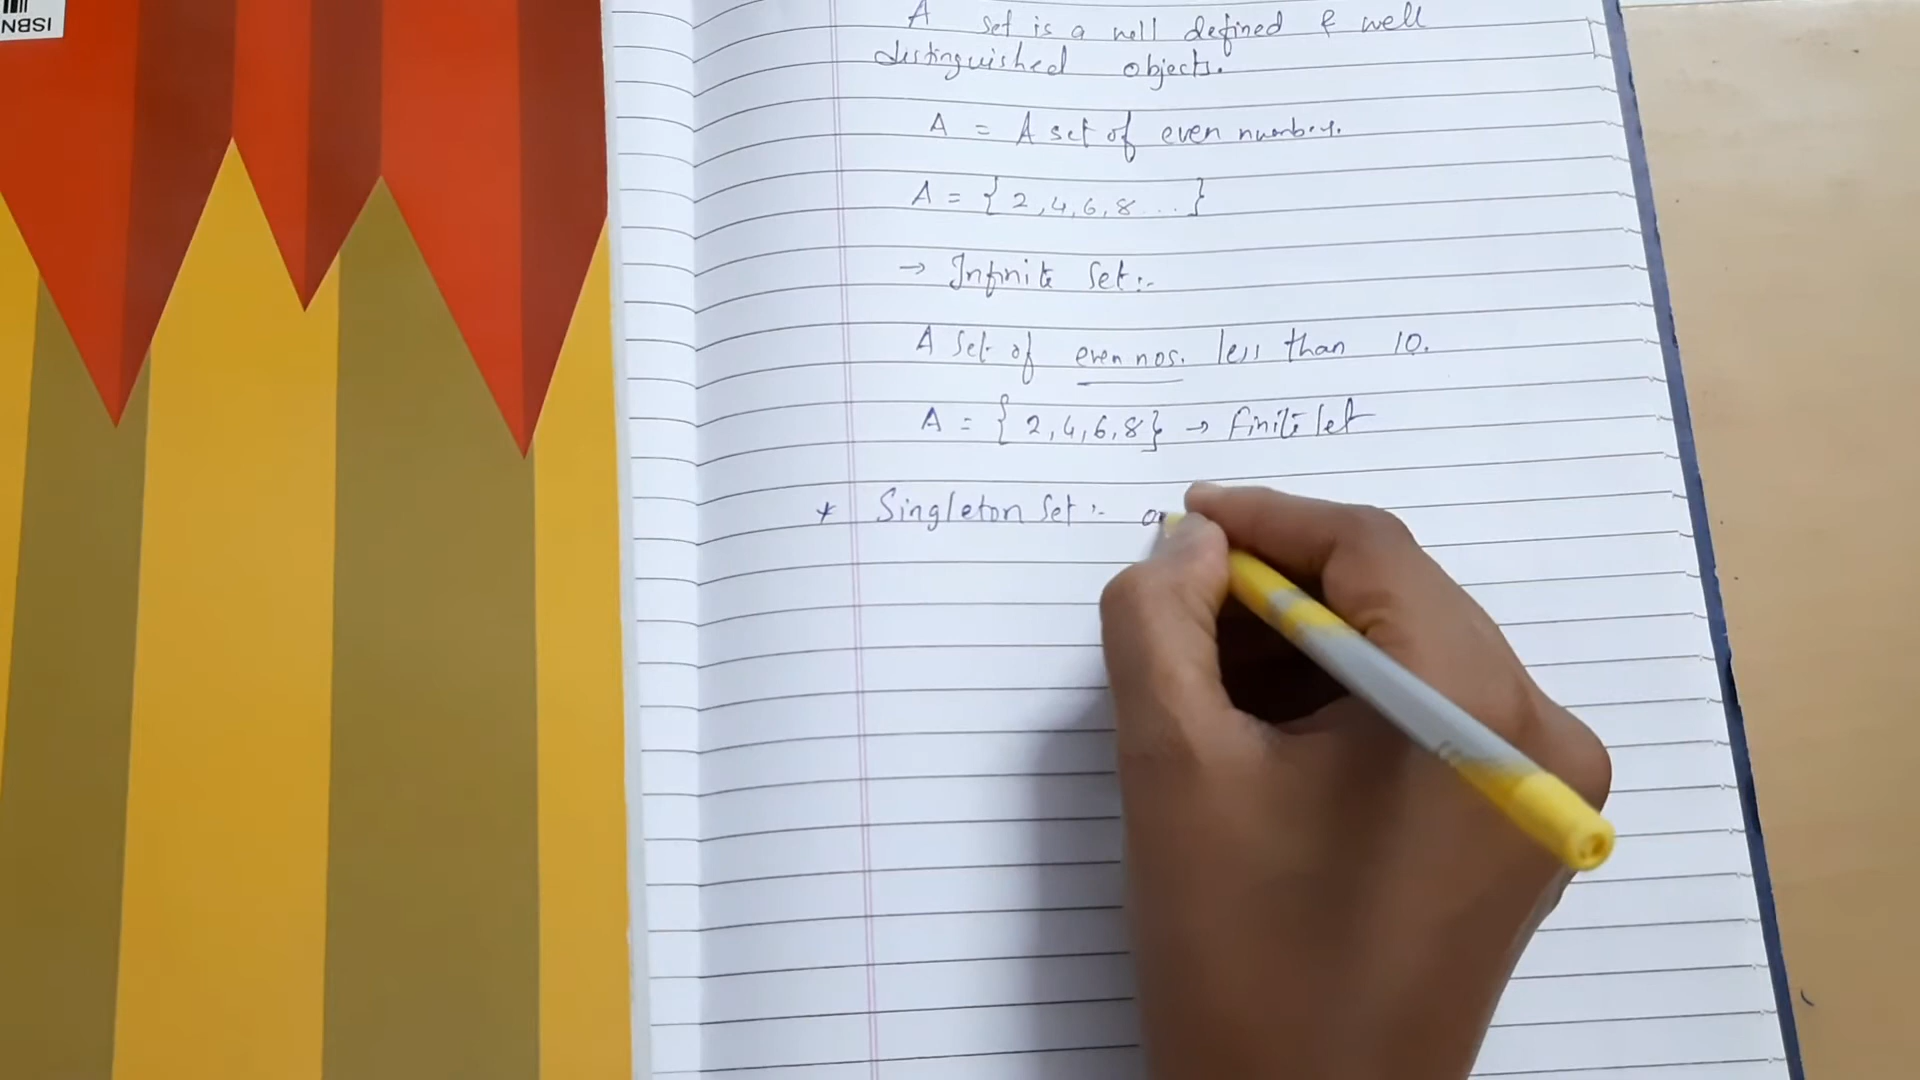 ISBN
A set is a well defined & well
distinguished objects.
A = A set of even numbers.
A = { 2, 4, 6, 8 ... }
→ Infinite Set :-
A Set of even nos. less than 10.
A = { 2, 4, 6, 8 } → finite set
* Singleton Set :-